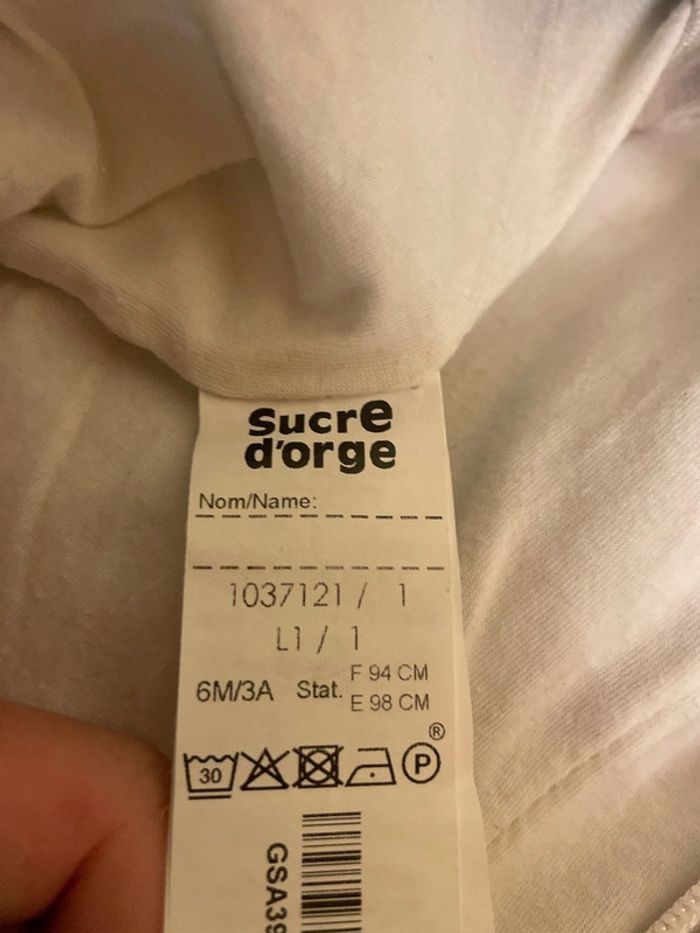 Sucre
d'orge
Nom/Name:
1037121 / 1
L1 / 1
6M/3A Stat. F 94 CM
E 98 CM
®
30 P
GSA39